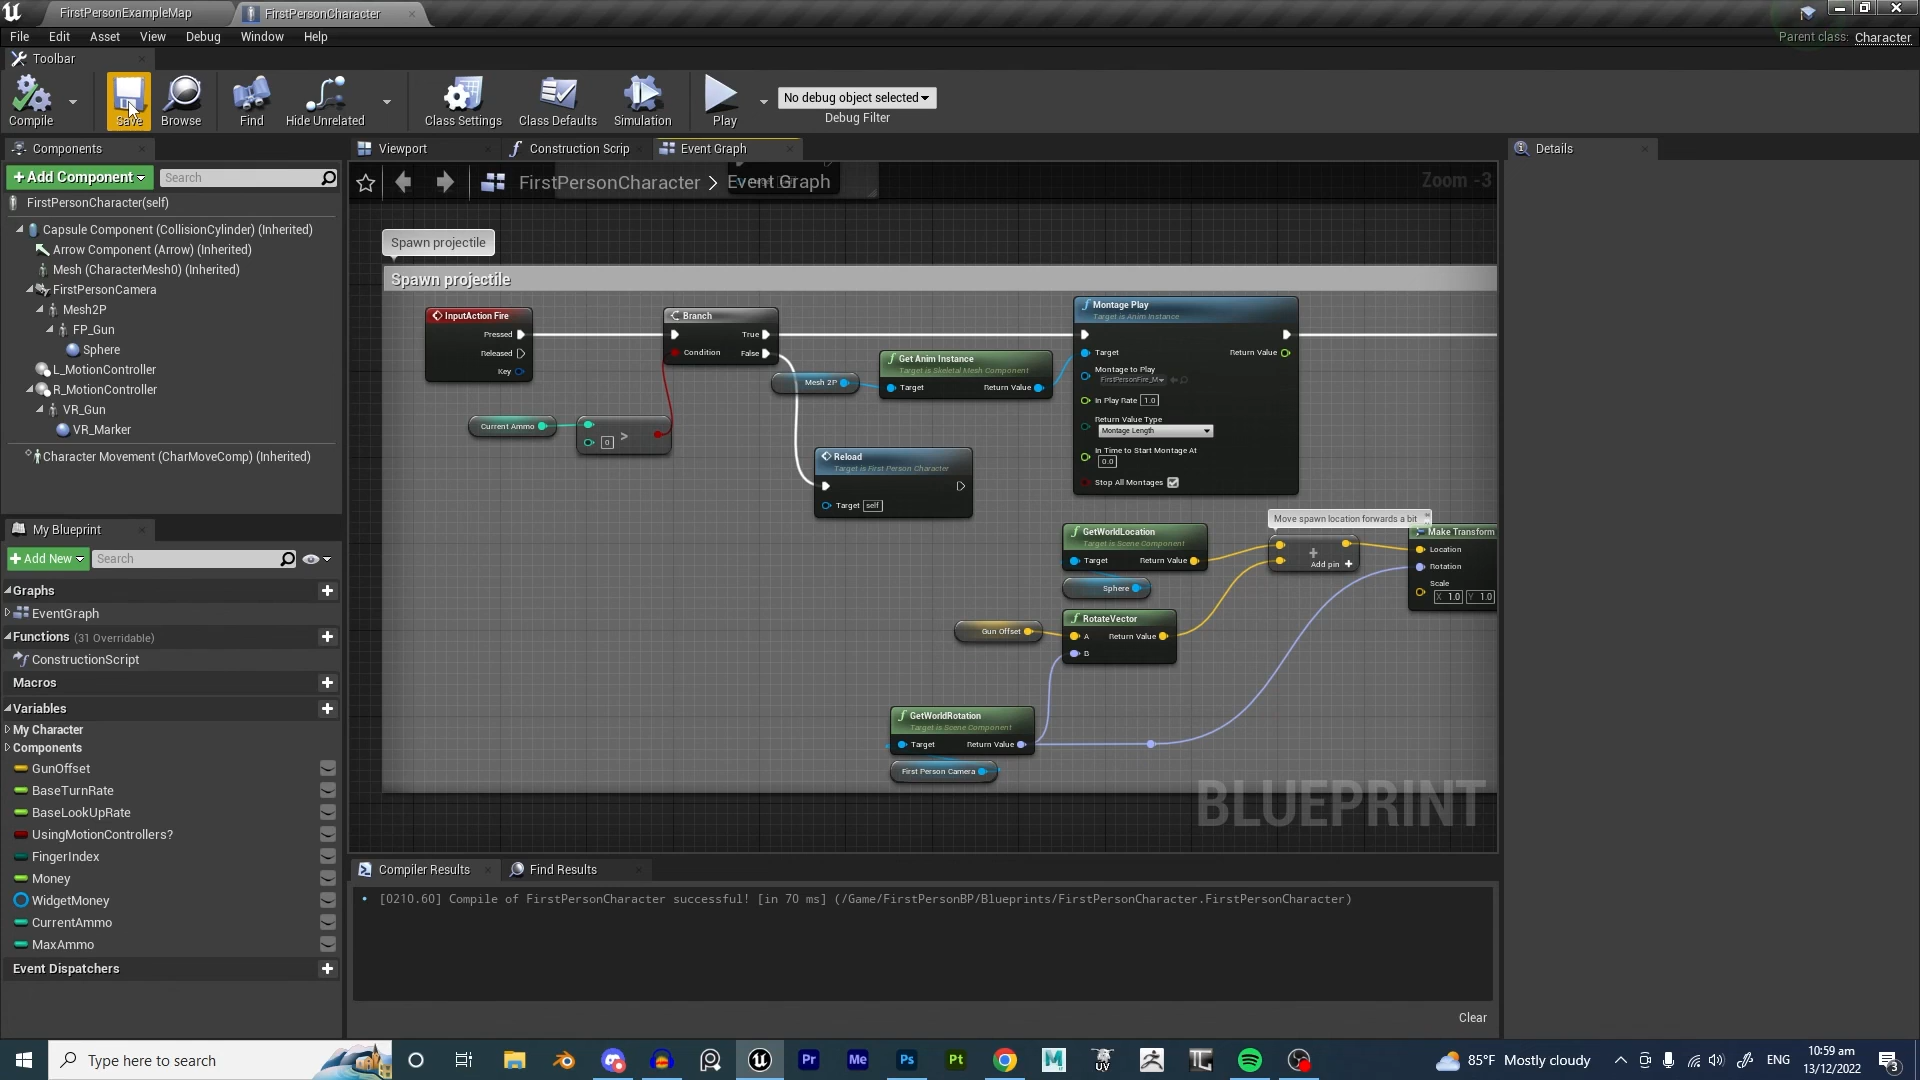 FirstPersonExampleMap
FirstPersonCharacter
File Edit Asset View Debug Window Help
Parent class: Character
Toolbar
Compile
Save
Browse
Find
Hide Unrelated
Class Settings
Class Defaults
Simulation
Play
No debug object selected
Debug Filter
Components
Add Component
Search
FirstPersonCharacter(self)
Capsule Component (CollisionCylinder) (Inherited)
Arrow Component (Arrow) (Inherited)
Mesh (CharacterMesh0) (Inherited)
FirstPersonCamera
Mesh2P
FP_Gun
Sphere
L_MotionController
R_MotionController
VR_Gun
VR_Marker
Character Movement (CharMoveComp) (Inherited)
My Blueprint
Add New
Search
Graphs
EventGraph
Functions (31 Overridable)
ConstructionScript
Macros
Variables
My Character
Components
GunOffset
BaseTurnRate
BaseLookUpRate
UsingMotionControllers?
FingerIndex
Money
WidgetMoney
CurrentAmmo
MaxAmmo
Event Dispatchers
Viewport
Construction Scrip
Event Graph
FirstPersonCharacter > Event Graph
Zoom -3
Spawn projectile
Spawn projectile
InputAction Fire
Pressed
Released
Key
Branch
True
Condition False
Current Ammo
0
>
Mesh 2P
Get Anim Instance
Target is Skeletal Mesh Component
Target Return Value
Reload
Target is First Person Character
Target self
Montage Play
Target is Anim Instance
Target Return Value
Montage to Play
FirstPersonFire_M
In Play Rate 1.0
Return Value Type
Montage Length
In Time to Start Montage At
0.0
Stop All Montages
GetWorldLocation
Target is Scene Component
Target Return Value
Sphere
Move spawn location forwards a bit
+
Add pin
Make Transform
Location
Rotation
Scale
X 1.0 Y 1.0
Gun Offset
RotateVector
A Return Value
B
GetWorldRotation
Target is Scene Component
Target Return Value
First Person Camera
BLUEPRINT
Compiler Results
Find Results
[0210.60] Compile of FirstPersonCharacter successful! [in 70 ms] (/Game/FirstPersonBP/Blueprints/FirstPersonCharacter.FirstPersonCharacter)
Clear
Details
Type here to search
Pr
Me
Ps
Pt
M
UV
85°F Mostly cloudy
ENG
10:59 am
13/12/2022
3